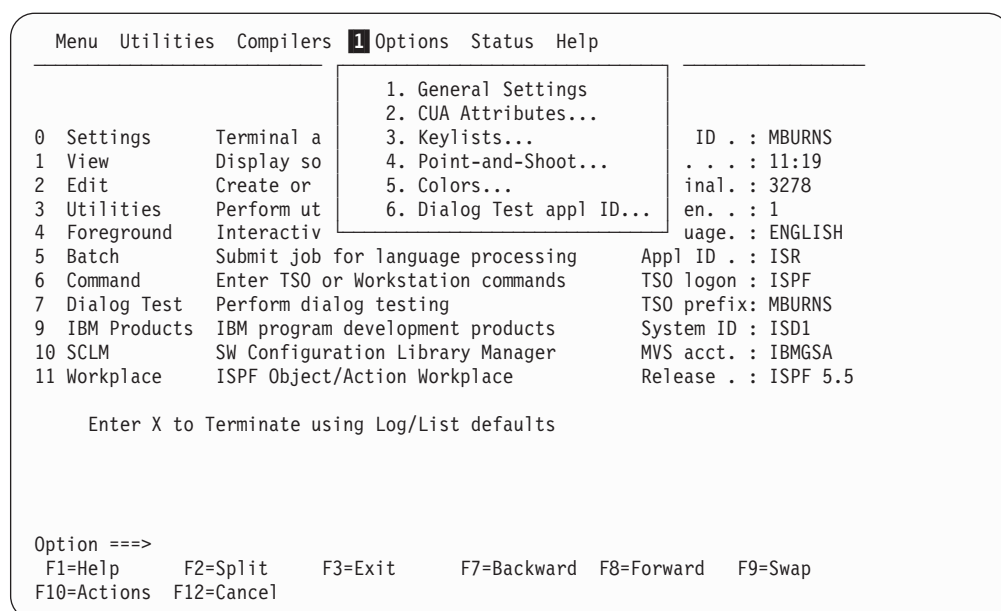 Menu Utilities Compilers 1 Options Status Help
1. General Settings
2. CUA Attributes...
0 Settings Terminal a 3. Keylists... ID . : MBURNS
1 View Display so 4. Point-and-Shoot... . . . : 11:19
2 Edit Create or 5. Colors... inal. : 3278
3 Utilities Perform ut 6. Dialog Test appl ID... en. . : 1
4 Foreground Interactiv uage. : ENGLISH
5 Batch Submit job for language processing Appl ID . : ISR
6 Command Enter TSO or Workstation commands TSO logon : ISPF
7 Dialog Test Perform dialog testing TSO prefix: MBURNS
9 IBM Products IBM program development products System ID : ISD1
10 SCLM SW Configuration Library Manager MVS acct. : IBMGSA
11 Workplace ISPF Object/Action Workplace Release . : ISPF 5.5
Enter X to Terminate using Log/List defaults
Option ===>
F1=Help F2=Split F3=Exit F7=Backward F8=Forward F9=Swap
F10=Actions F12=Cancel